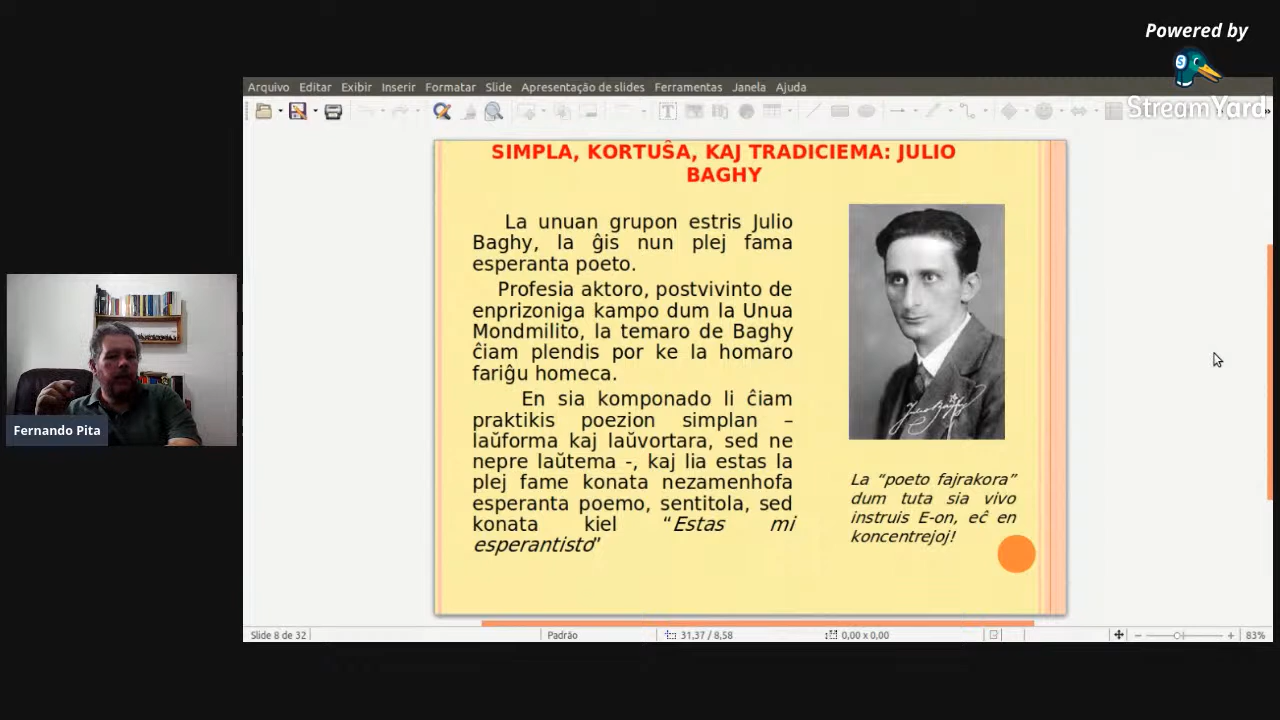 Powered by
StreamYard
Arquivo Editar Exibir Inserir Formatar Slide Apresentação de slides Ferramentas Janela Ajuda
SIMPLA, KORTUŜA, KAJ TRADICIEMA: JULIO
BAGHY
La unuan grupon estris Julio
Baghy, la ĝis nun plej fama
esperanta poeto.
Profesia aktoro, postvivinto de
enprizoniga kampo dum la Unua
Mondmilito, la temaro de Baghy
ĉiam plendis por ke la homaro
fariĝu homeca.
En sia komponado li ĉiam
praktikis poezion simplan –
laŭforma kaj laŭvortara, sed ne
nepre laŭtema -, kaj lia estas la
plej fame konata nezamenhofa
esperanta poemo, sentitola, sed
konata kiel “Estas mi
esperantisto”
Julio Baghy
La “poeto fajrakora”
dum tuta sia vivo
instruis E-on, eĉ en
koncentrejoj!
Fernando Pita
Slide 8 de 32 Padrão 31,37 / 8,58 0,00 x 0,00 83%